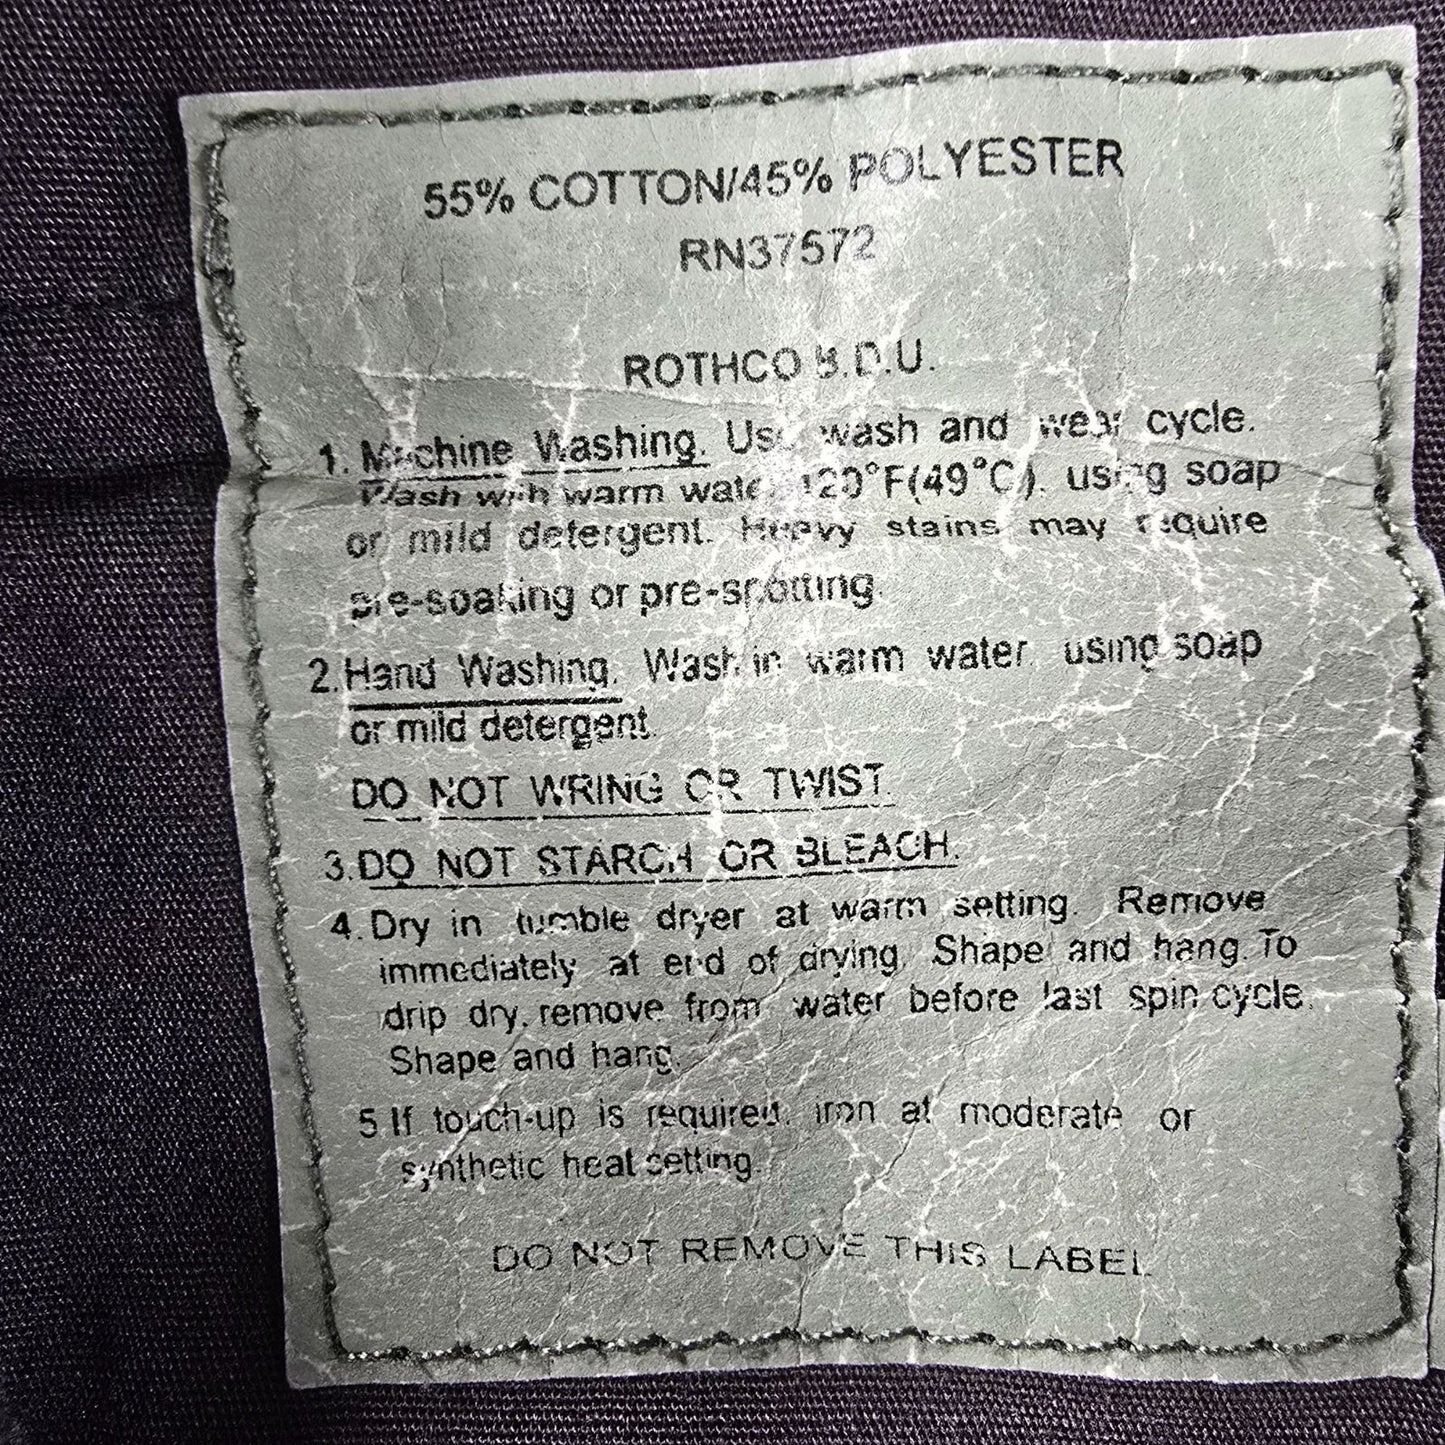 55% COTTON/45% POLYESTER
RN37572
ROTHCO B.D.U.
1. Machine Washing. Use wash and wear cycle.
Wash with warm water 120°F(49°C). using soap
or mild detergent. Heavy stains may require
pre-soaking or pre-spotting.
2. Hand Washing. Wash in warm water. using soap
or mild detergent.
DO NOT WRING OR TWIST.
3. DO NOT STARCH OR BLEACH.
4. Dry in tumble dryer at warm setting. Remove
immediately at end of drying. Shape and hang. To
drip dry. remove from water before last spin cycle.
Shape and hang.
5 If touch-up is required. iron at moderate or
synthetic heat setting.
DO NOT REMOVE THIS LABEL